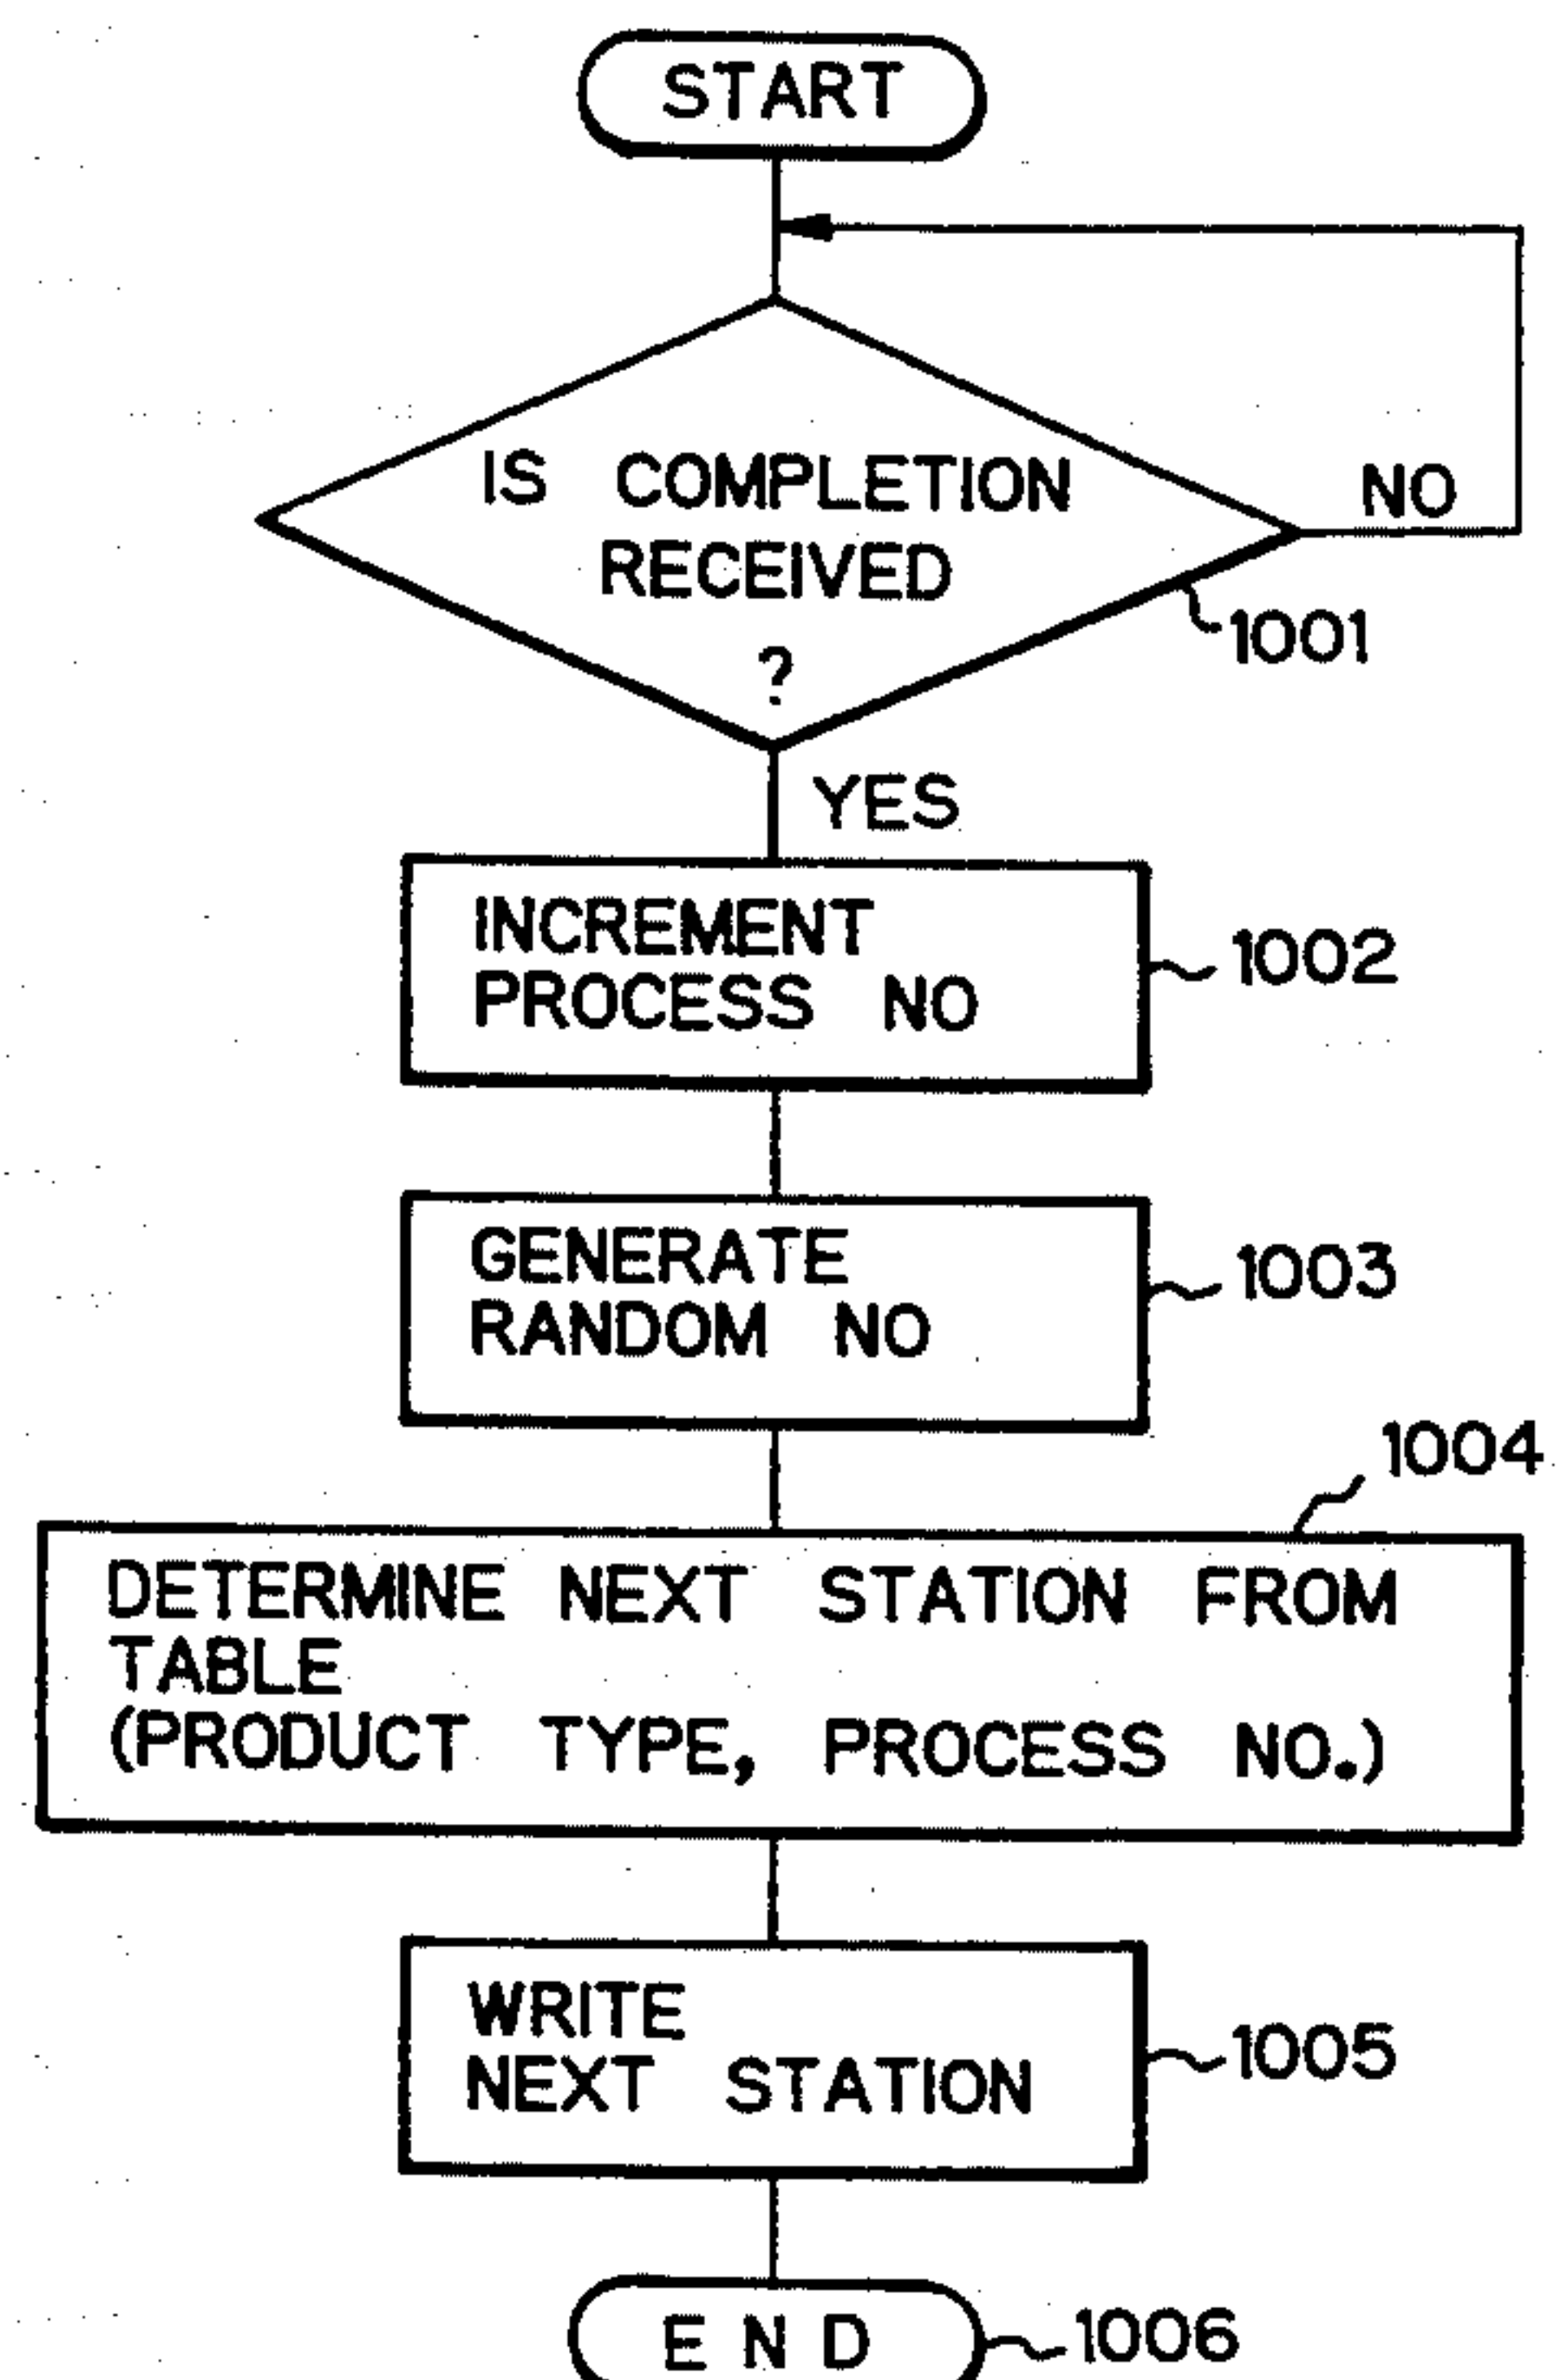 START
IS COMPLETION
RECEIVED
?
NO
1001
YES
INCREMENT
PROCESS NO
1002
GENERATE
RANDOM NO
1003
1004
DETERMINE NEXT STATION FROM
TABLE
(PRODUCT TYPE, PROCESS NO.)
WRITE
NEXT STATION
1005
END
1006